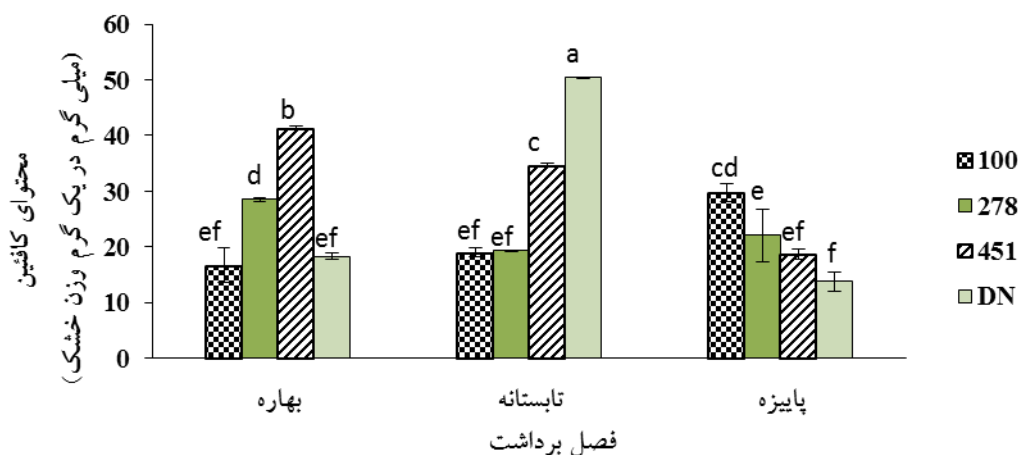 محتوای کافئین
(میلی گرم در یک گرم وزن خشک)
60
50
40
30
20
10
0
ef
d
b
ef
ef
ef
c
a
cd
e
ef
f
بهاره
تابستانه
پاییزه
فصل برداشت
100
278
451
DN